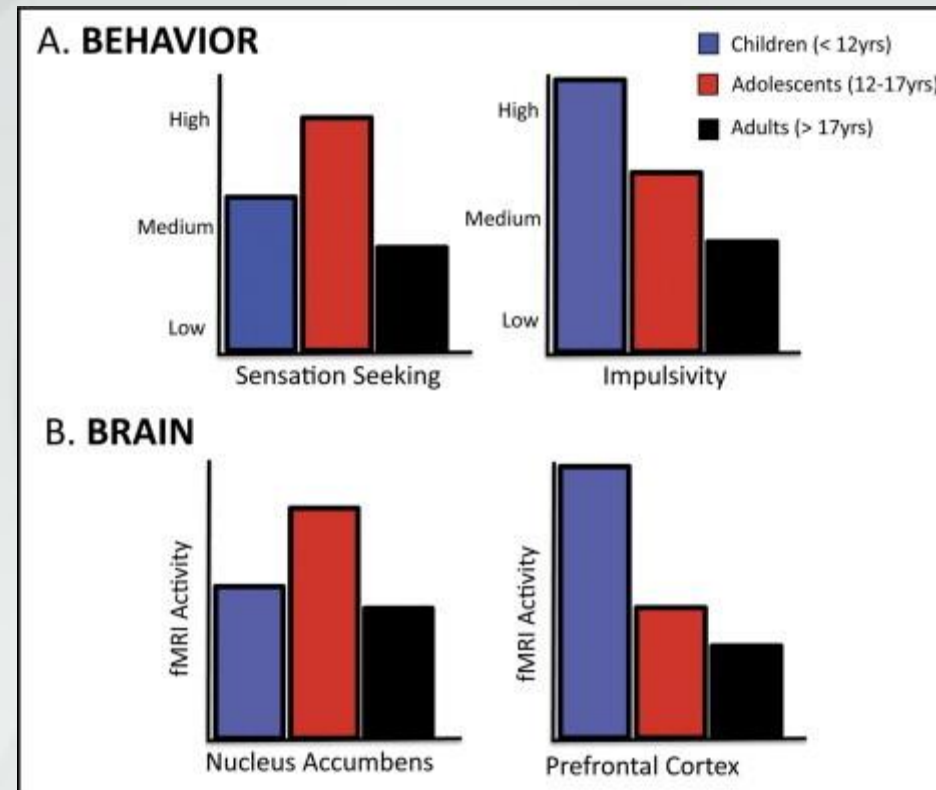 A. BEHAVIOR
Children (< 12yrs)
Adolescents (12-17yrs)
Adults (> 17yrs)
High
Medium
Low
Sensation Seeking
High
Medium
Low
Impulsivity
B. BRAIN
fMRI Activity
Nucleus Accumbens
fMRI Activity
Prefrontal Cortex